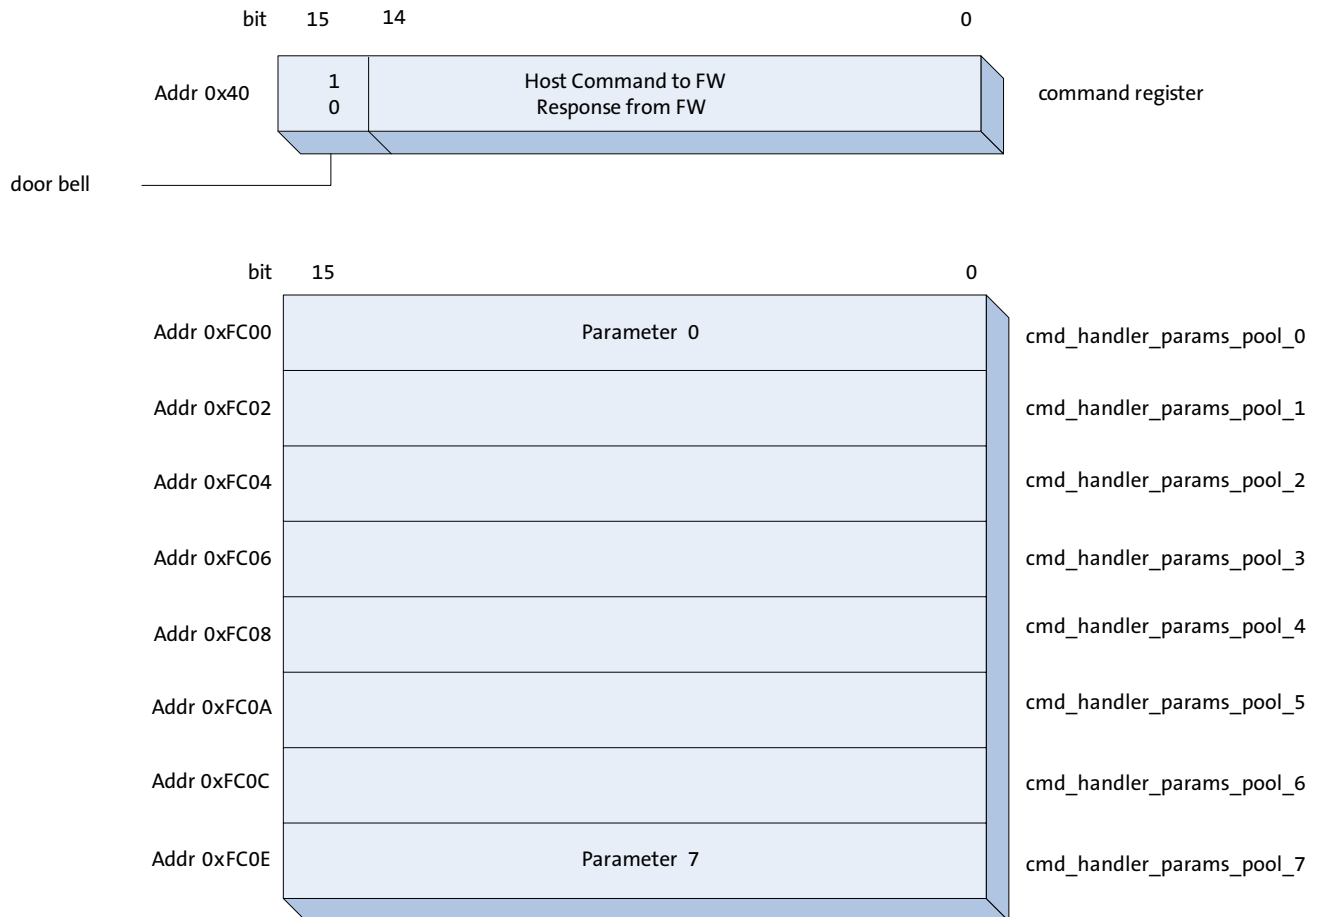 bit 15 14 0
Addr 0x40 1 Host Command to FW command register
0 Response from FW
door bell
bit 15 0
Addr 0xFC00 Parameter 0 cmd_handler_params_pool_0
Addr 0xFC02 cmd_handler_params_pool_1
Addr 0xFC04 cmd_handler_params_pool_2
Addr 0xFC06 cmd_handler_params_pool_3
Addr 0xFC08 cmd_handler_params_pool_4
Addr 0xFC0A cmd_handler_params_pool_5
Addr 0xFC0C cmd_handler_params_pool_6
Addr 0xFC0E Parameter 7 cmd_handler_params_pool_7